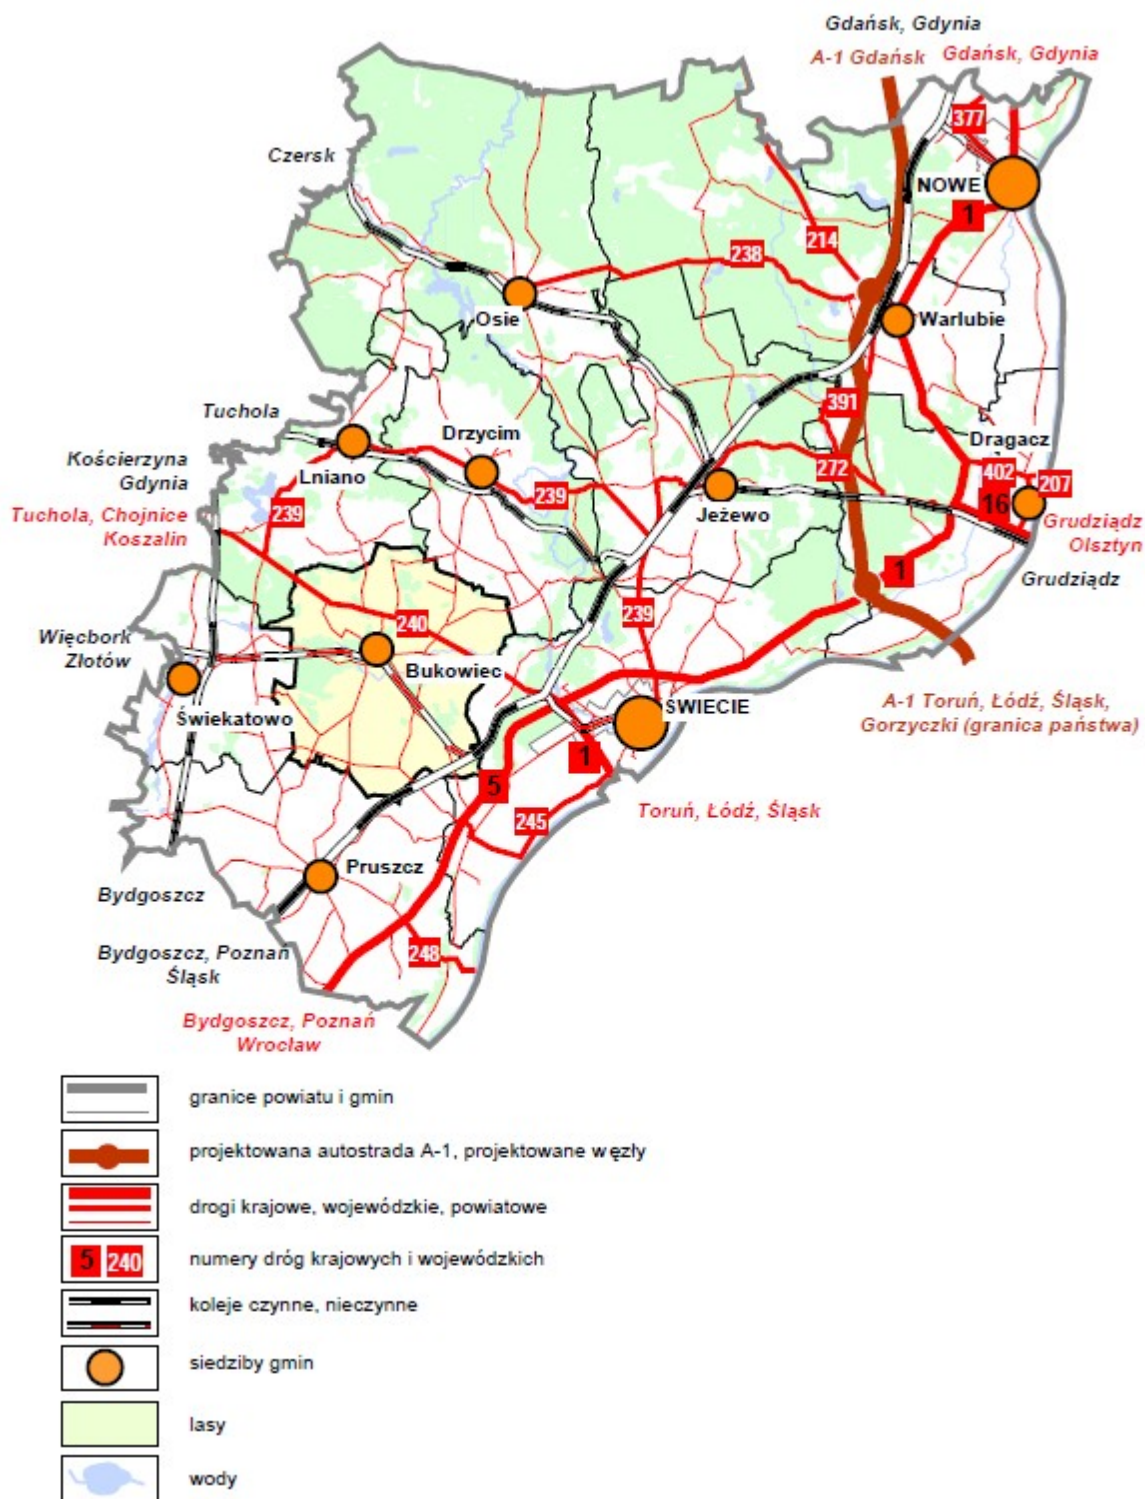 Gdańsk, Gdynia
A-1 Gdańsk
Gdańsk, Gdynia
377
Czersk
NOWE
1
214
238
Osie
Warlubie
391
Tuchola
Drzycim
Dragacz
Kościerzyna
Gdynia
Lniano
272
402
207
239
239
16
Tuchola, Chojnice
Koszalin
Jeżewo
Grudziądz
Olsztyn
1
Grudziądz
239
240
Więcbork
Złotów
Bukowiec
Świekatowo
ŚWIECIE
A-1 Toruń, Łódź, Śląsk,
Gorzyczki (granica państwa)
1
5
245
Toruń, Łódź, Śląsk
Pruszcz
Bydgoszcz
248
Bydgoszcz, Poznań
Śląsk
Bydgoszcz, Poznań
Wrocław
granice powiatu i gmin
projektowana autostrada A-1, projektowane węzły
drogi krajowe, wojewódzkie, powiatowe
5 240 numery dróg krajowych i wojewódzkich
koleje czynne, nieczynne
siedziby gmin
lasy
wody